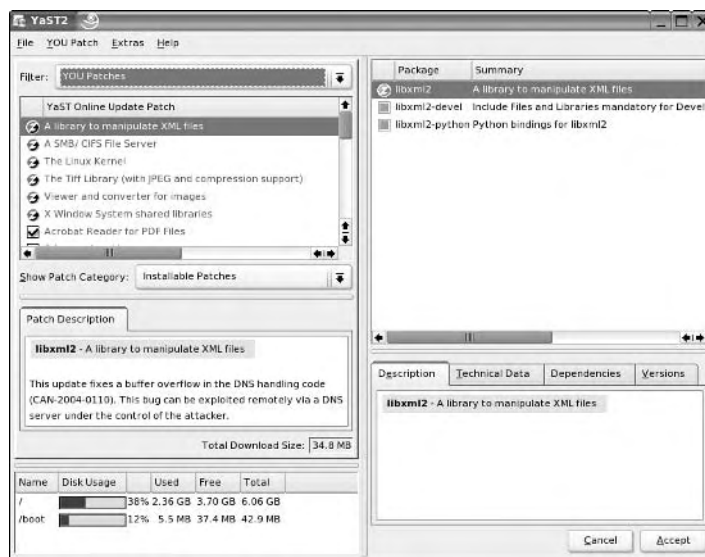 YaST2
File YOU Patch Extras Help
Filter: YOU Patches
YaST Online Update Patch
A library to manipulate XML files
A SMB/ CIFS File Server
The Linux Kernel
The Tiff Library (with JPEG and compression support)
Viewer and converter for images
X Window System shared libraries
Acrobat Reader for PDF Files
Show Patch Category: Installable Patches
Patch Description
libxml2 - A library to manipulate XML files
This update fixes a buffer overflow in the DNS handling code
(CAN-2004-0110). This bug can be exploited remotely via a DNS
server under the control of the attacker.
Total Download Size: 34.8 MB
Name Disk Usage Used Free Total
/ 38% 2.36 GB 3.70 GB 6.06 GB
/boot 12% 5.5 MB 37.4 MB 42.9 MB
Package Summary
libxml2 A library to manipulate XML files
libxml2-devel Include Files and Libraries mandatory for Devel
libxml2-python Python bindings for libxml2
Description Technical Data Dependencies Versions
libxml2 - A library to manipulate XML files
Cancel Accept